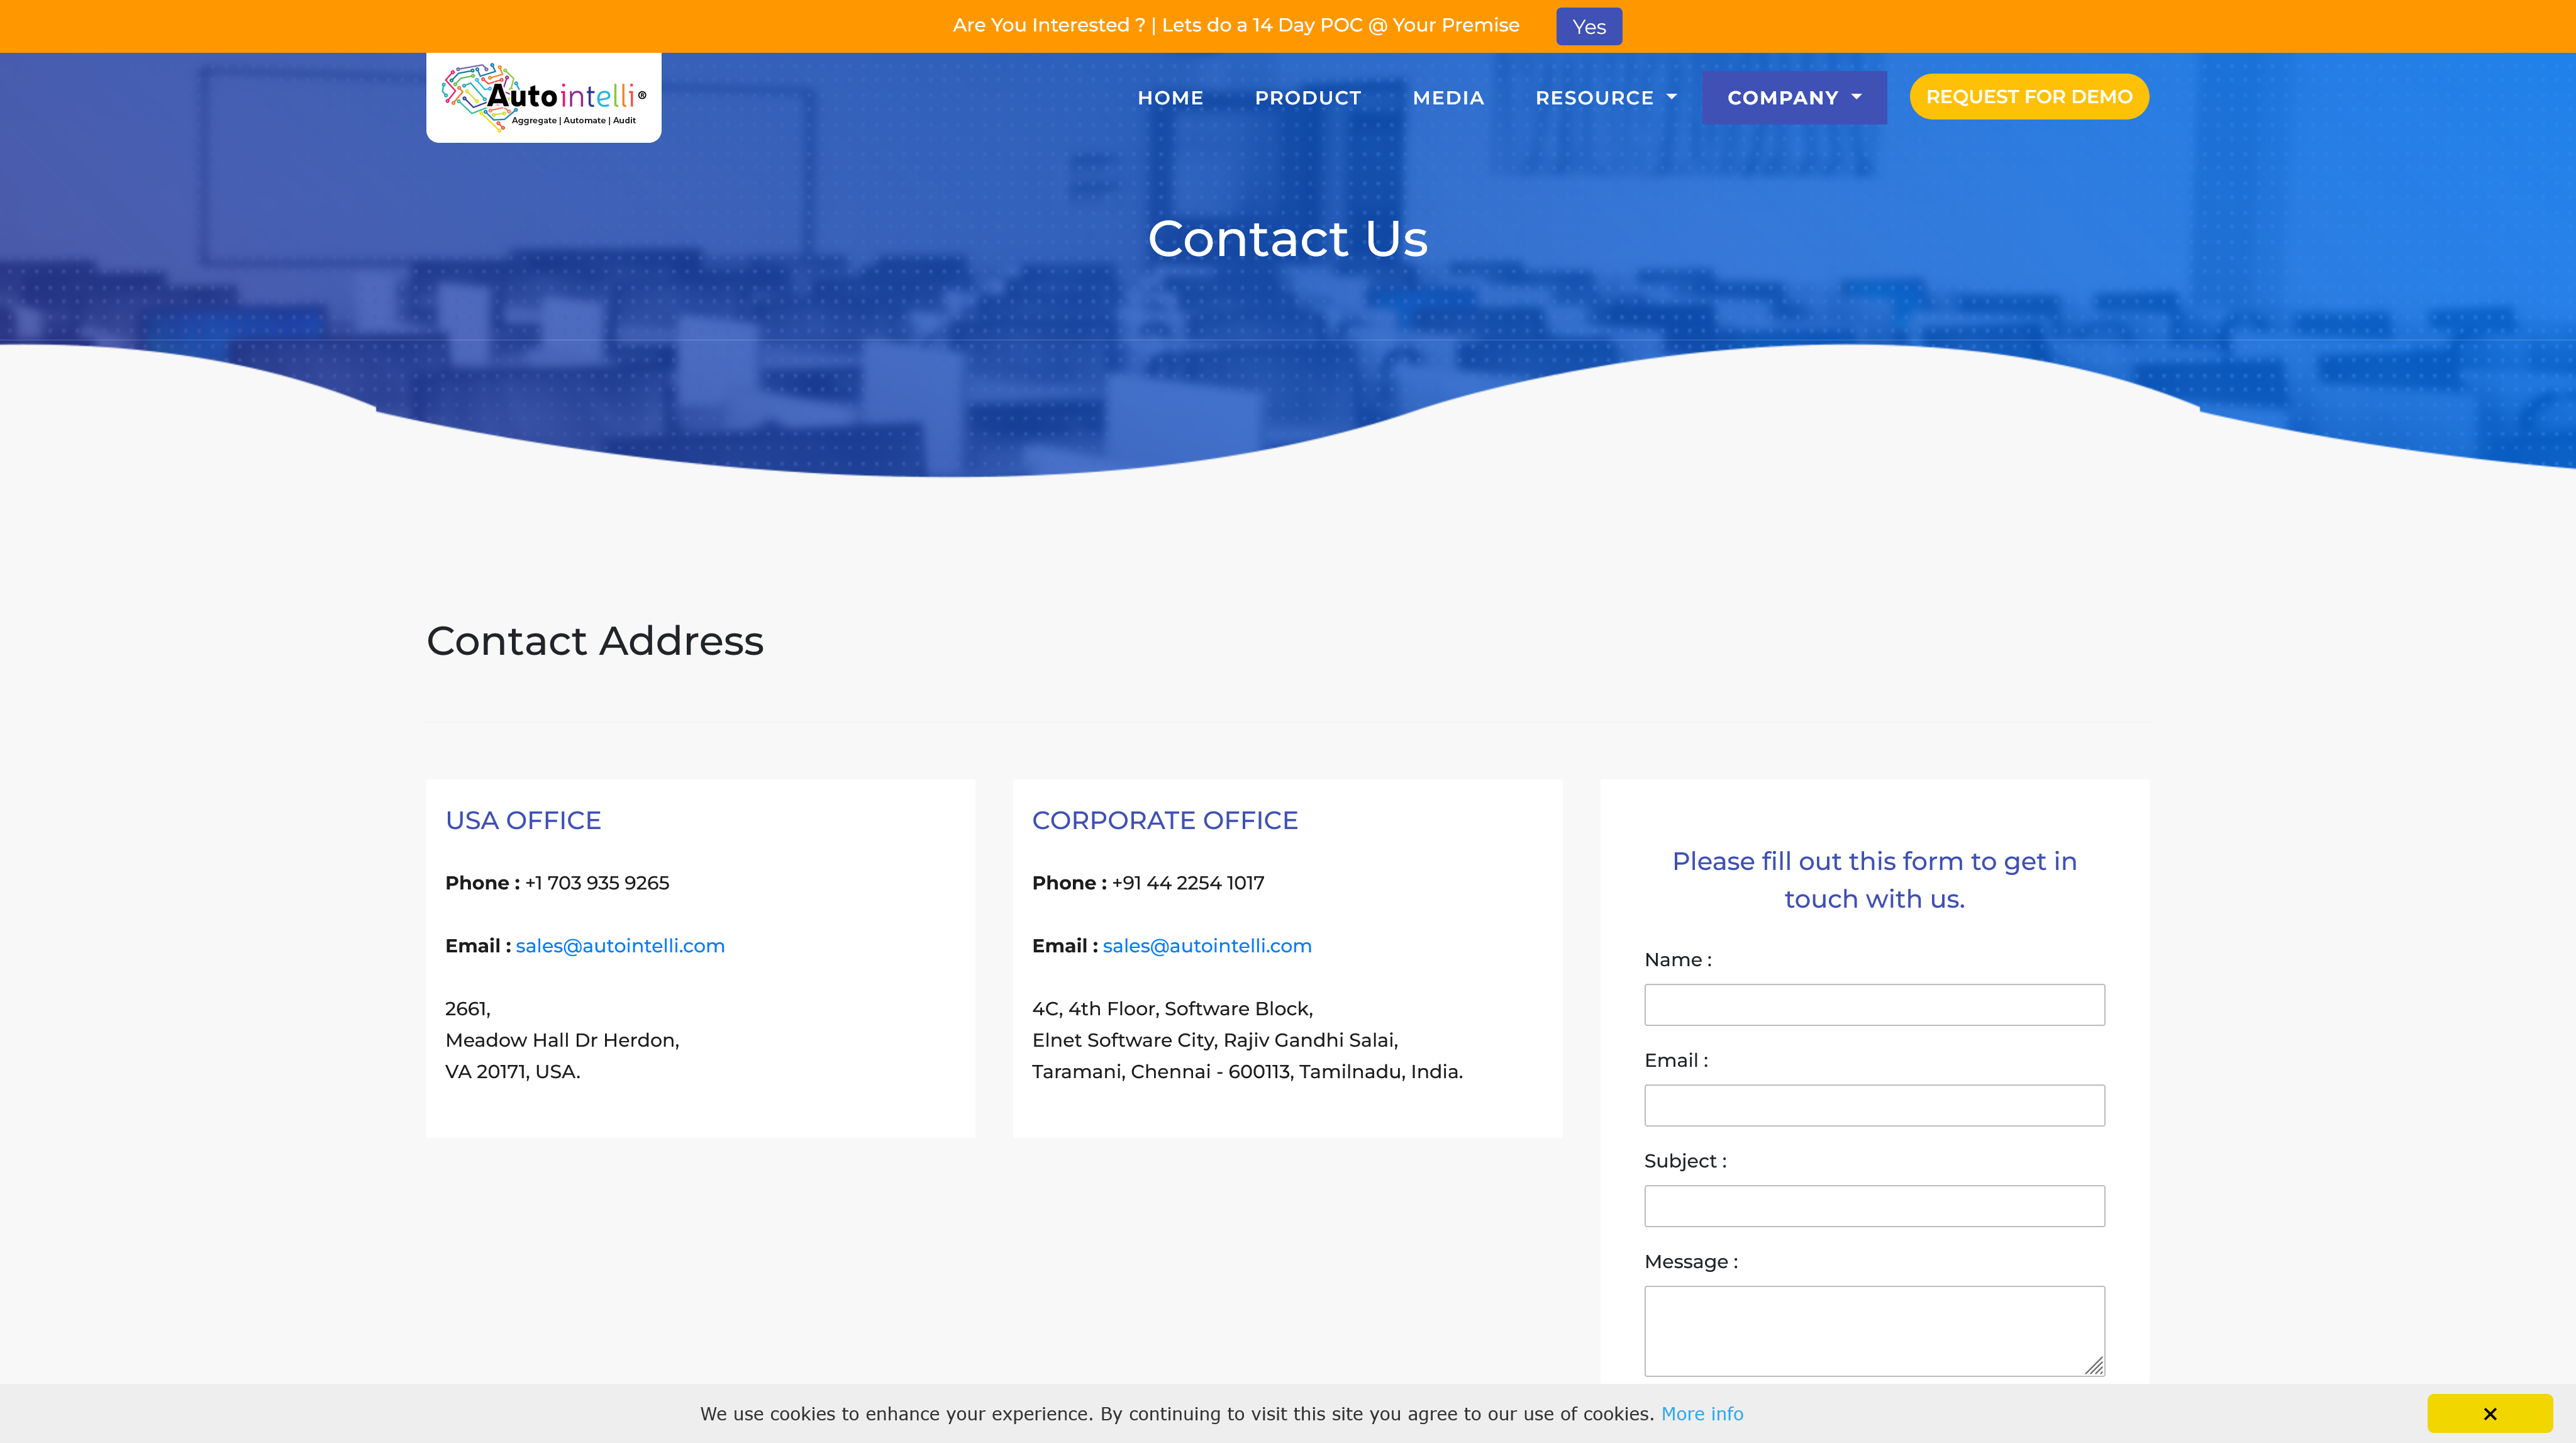 Are You Interested ? | Lets do a 14 Day POC @ Your Premise
Yes
Autointelli®
Aggregate | Automate | Audit
HOME
PRODUCT
MEDIA
RESOURCE
COMPANY
REQUEST FOR DEMO
Contact Us
Contact Address
USA OFFICE
Phone : +1 703 935 9265
Email : sales@autointelli.com
2661,
Meadow Hall Dr Herdon,
VA 20171, USA.
CORPORATE OFFICE
Phone : +91 44 2254 1017
Email : sales@autointelli.com
4C, 4th Floor, Software Block,
Elnet Software City, Rajiv Gandhi Salai,
Taramani, Chennai - 600113, Tamilnadu, India.
Please fill out this form to get in
touch with us.
Name :
Email :
Subject :
Message :
We use cookies to enhance your experience. By continuing to visit this site you agree to our use of cookies. More info